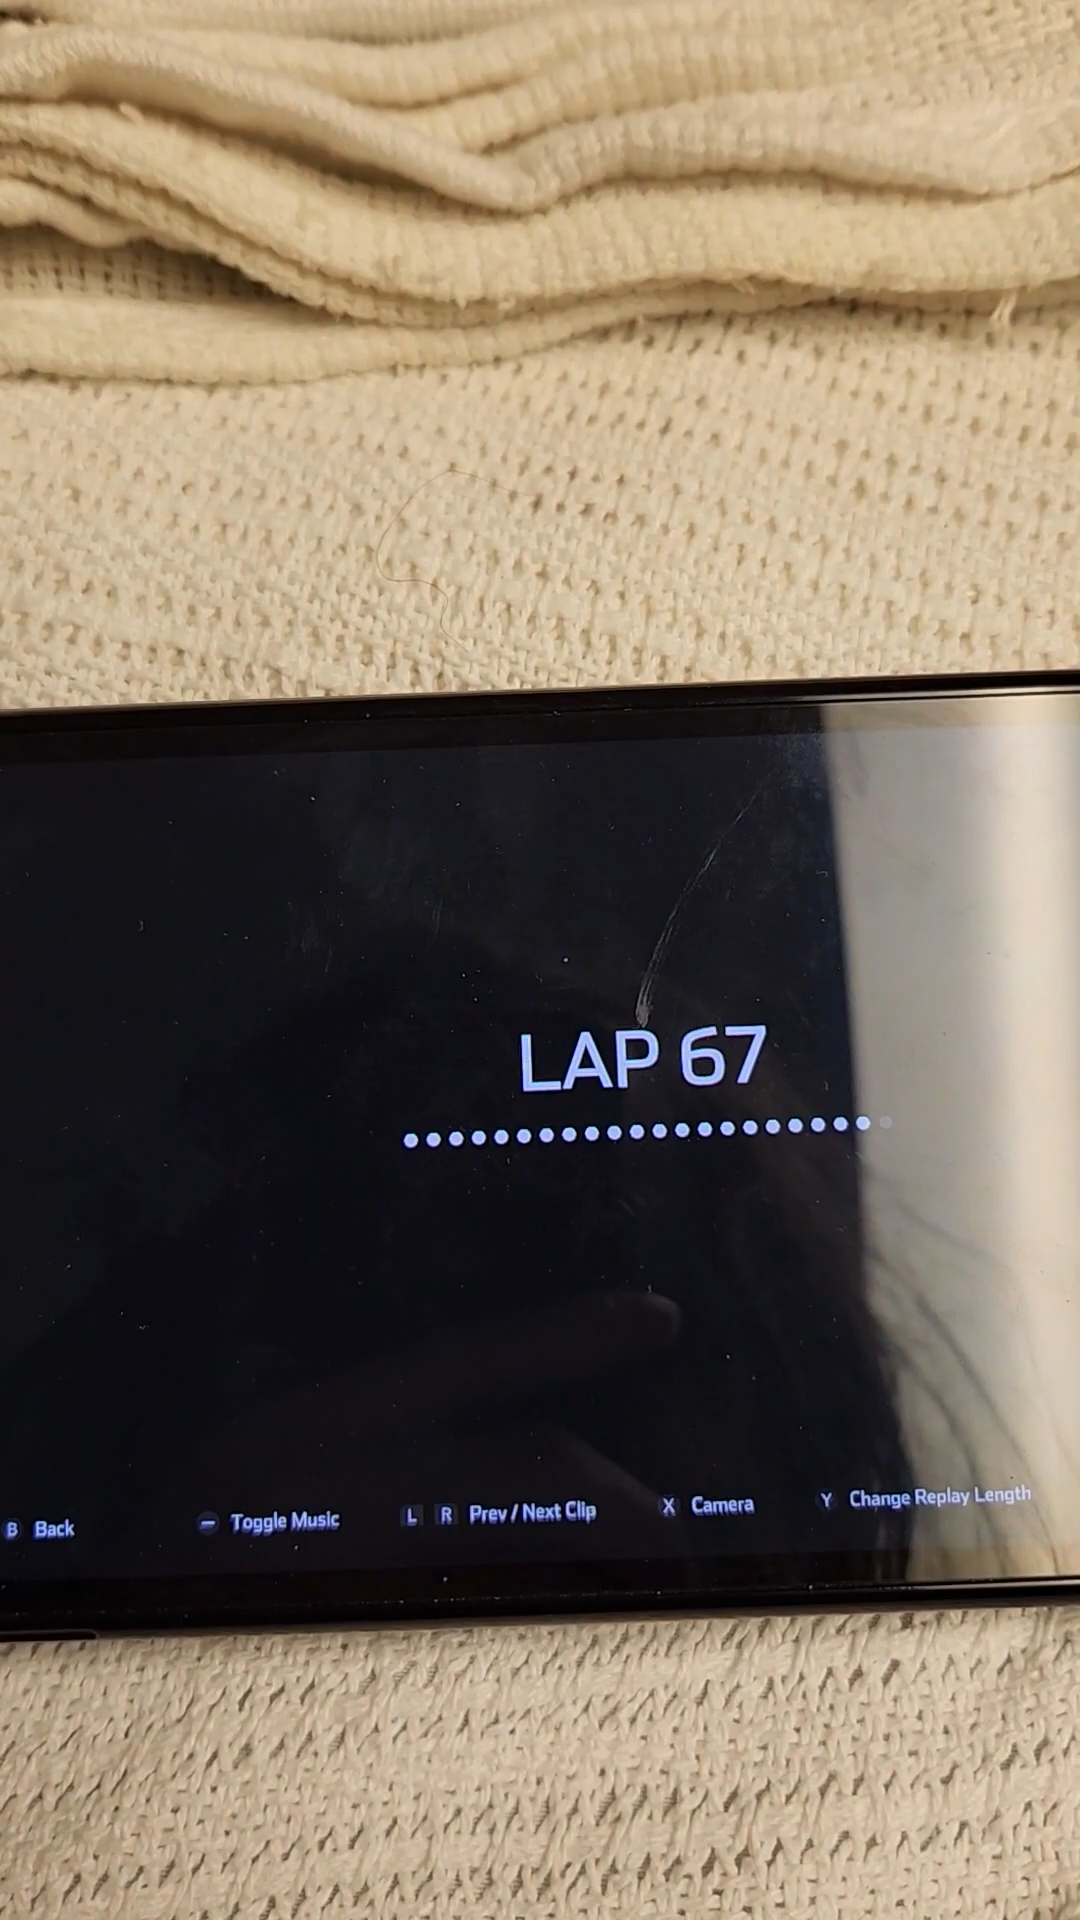 LAP 67
B Back
Toggle Music
L R Prev / Next Clip
X Camera
Y Change Replay Length